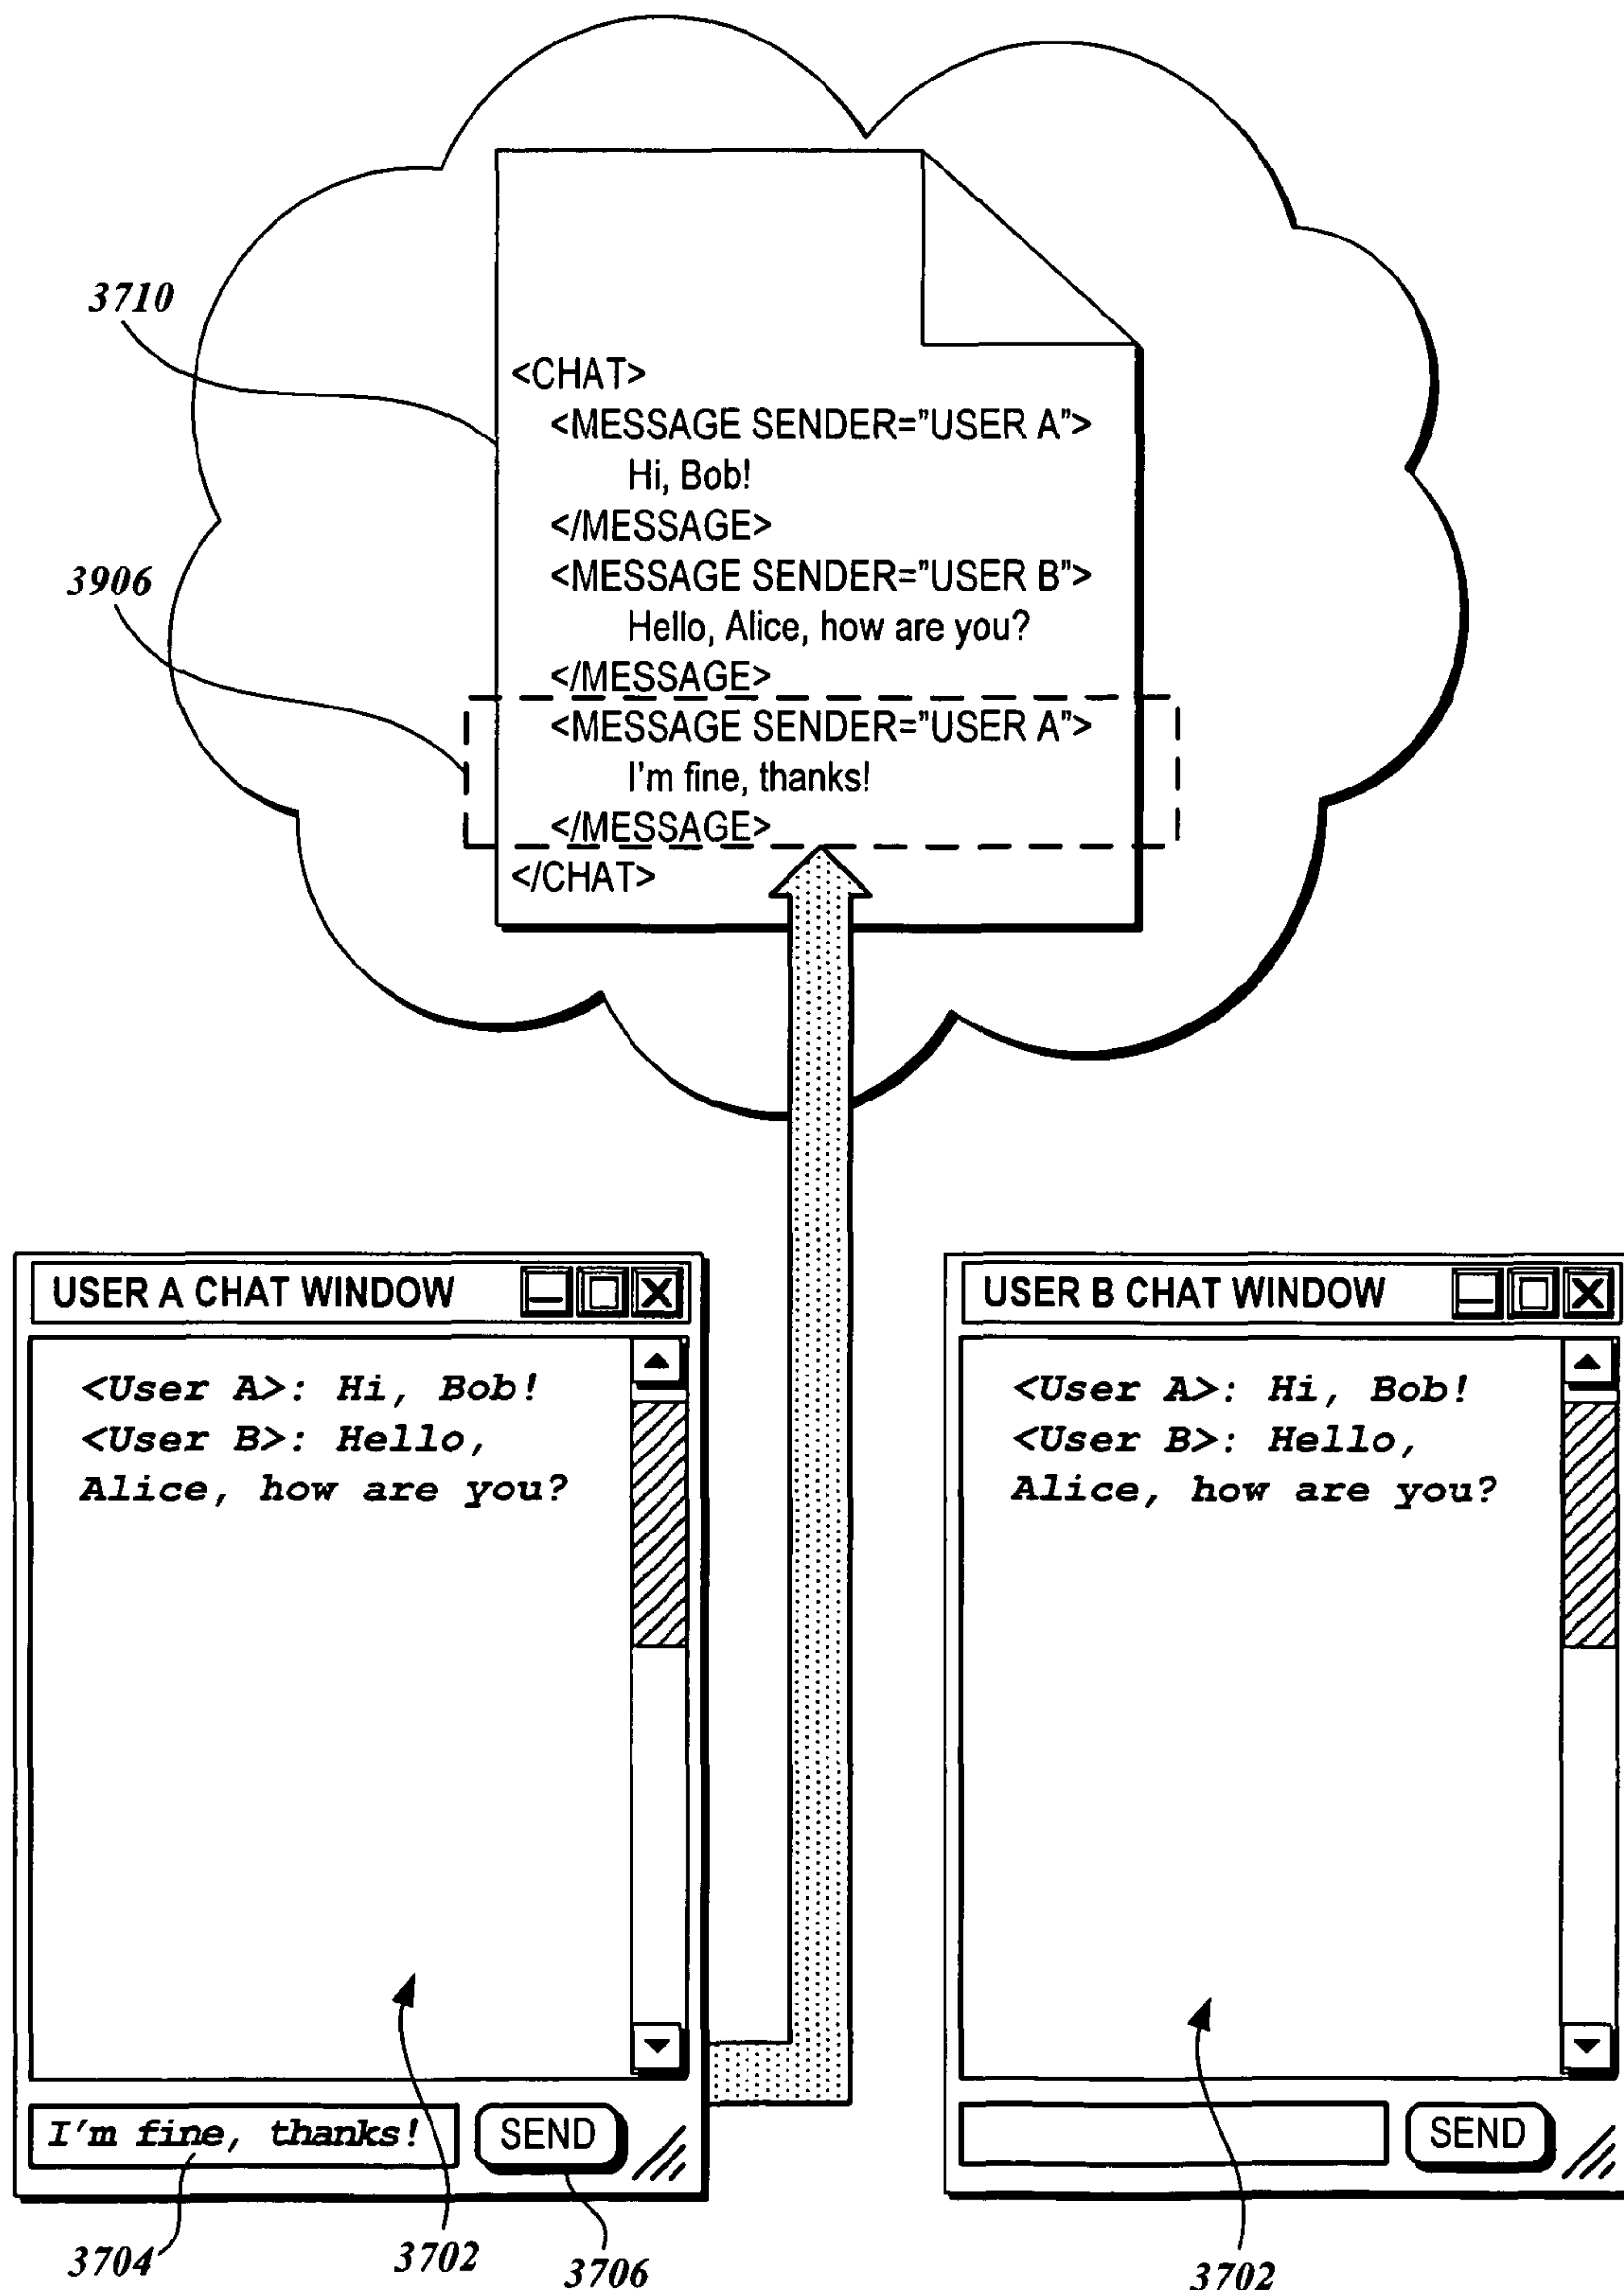 3710
<CHAT>
<MESSAGE SENDER="USER A">
Hi, Bob!
</MESSAGE>
3906
<MESSAGE SENDER="USER B">
Hello, Alice, how are you?
</MESSAGE>
<MESSAGE SENDER="USER A">
I'm fine, thanks!
</MESSAGE>
</CHAT>
USER A CHAT WINDOW
<User A>: Hi, Bob!
<User B>: Hello,
Alice, how are you?
I'm fine, thanks!
SEND
3704
3702
3706
USER B CHAT WINDOW
<User A>: Hi, Bob!
<User B>: Hello,
Alice, how are you?
SEND
3702